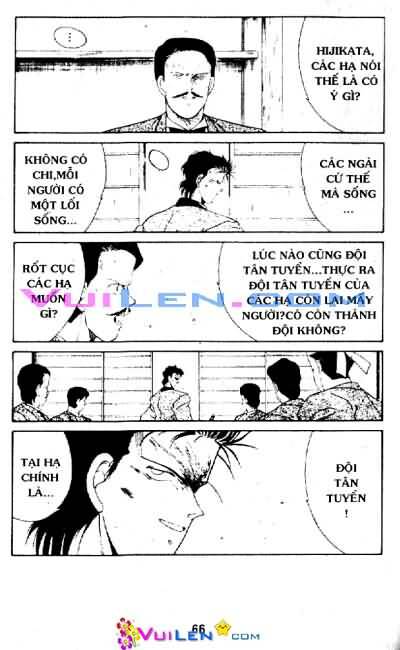 ...
HIJIKATA,
CÁC HẠ NÓI
THẾ LÀ CÓ
Ý GÌ?
CÁC NGÀI
CỨ THẾ
MÀ SỐNG
...
KHÔNG CÓ
CHI,MỖI
NGƯỜI CÓ
MỘT LỐI
SỐNG...
LÚC NÀO CŨNG ĐỘI
TÂN TUYỂN...THỰC RA
ĐỘI TÂN TUYỂN CỦA
CÁC HẠ CÒN LẠI MẤY
NGƯỜI?CÓ CÒN THÀNH
ĐỘI KHÔNG?
RỐT CỤC
CÁC HẠ
MUỐN
GÌ?
VUILEN.COM
TẠI HẠ
CHÍNH
LÀ...
ĐỘI
TÂN
TUYỂN
!
66
VUILEN.COM